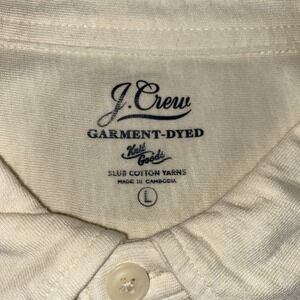 J.Crew
GARMENT-DYED
Knit
Goods
SLUB COTTON YARNS
MADE IN CAMBODIA
L